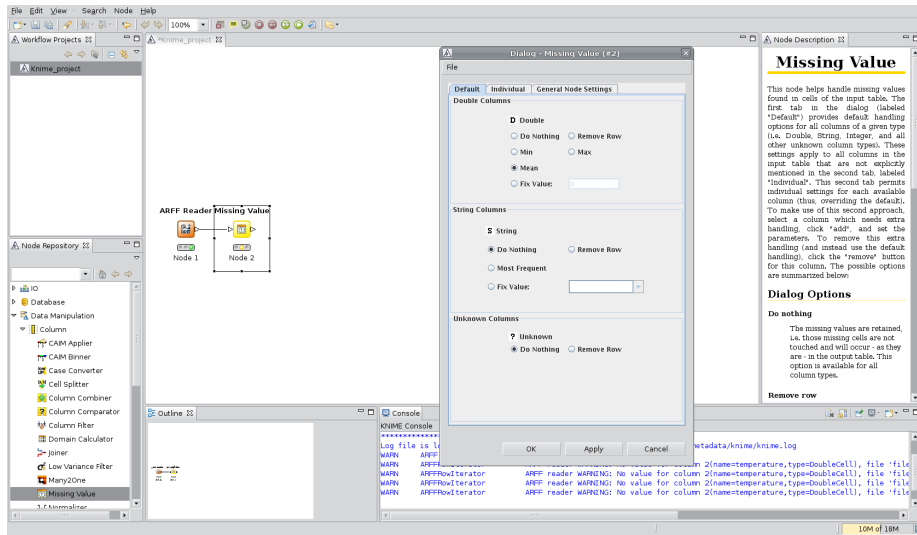 File Edit View Search Node Help
100%
Workflow Projects
Knime_project
*Knime_project
ARFF Reader Missing Value
Node 1 Node 2
Node Repository
IO
Database
Data Manipulation
Column
CAIM Applier
CAIM Binner
Case Converter
Cell Splitter
Column Combiner
Column Comparator
Column Filter
Domain Calculator
Joiner
Low Variance Filter
Many2One
Missing Value
Normalizer
Outline
Dialog - Missing Value (#2)
File
Default Individual General Node Settings
Double Columns
D Double
Do Nothing Remove Row
Min Max
Mean
Fix Value:
String Columns
S String
Do Nothing Remove Row
Most Frequent
Fix Value:
Unknown Columns
? Unknown
Do Nothing Remove Row
OK Apply Cancel
Console
KNIME Console
Log file is lo
etadata/knime/knime.log
WARN ARFF
WARN ARFFRowIterator ARFF reader WARNING: No value for column 2(name=temperature,type=DoubleCell), file 'file
WARN ARFFRowIterator ARFF reader WARNING: No value for column 2(name=temperature,type=DoubleCell), file 'file
WARN ARFFRowIterator ARFF reader WARNING: No value for column 2(name=temperature,type=DoubleCell), file 'file
Node Description
Missing Value
This node helps handle missing values
found in cells of the input table. The
first tab in the dialog (labeled
"Default") provides default handling
options for all columns of a given type
(i.e. Double, String, Integer, and all
other unknown column types). These
settings apply to all columns in the
input table that are not explicitly
mentioned in the second tab, labeled
"Individual". This second tab permits
individual settings for each available
column (thus, overriding the default).
To make use of this second approach,
select a column which needs extra
handling, click "add", and set the
parameters. To remove this extra
handling (and instead use the default
handling), click the "remove" button
for this column. The possible options
are summarized below:
Dialog Options
Do nothing
The missing values are retained,
i.e. those missing cells are not
touched and will occur - as they
are - in the output table. This
option is available for all
column types.
Remove row
10M of 18M